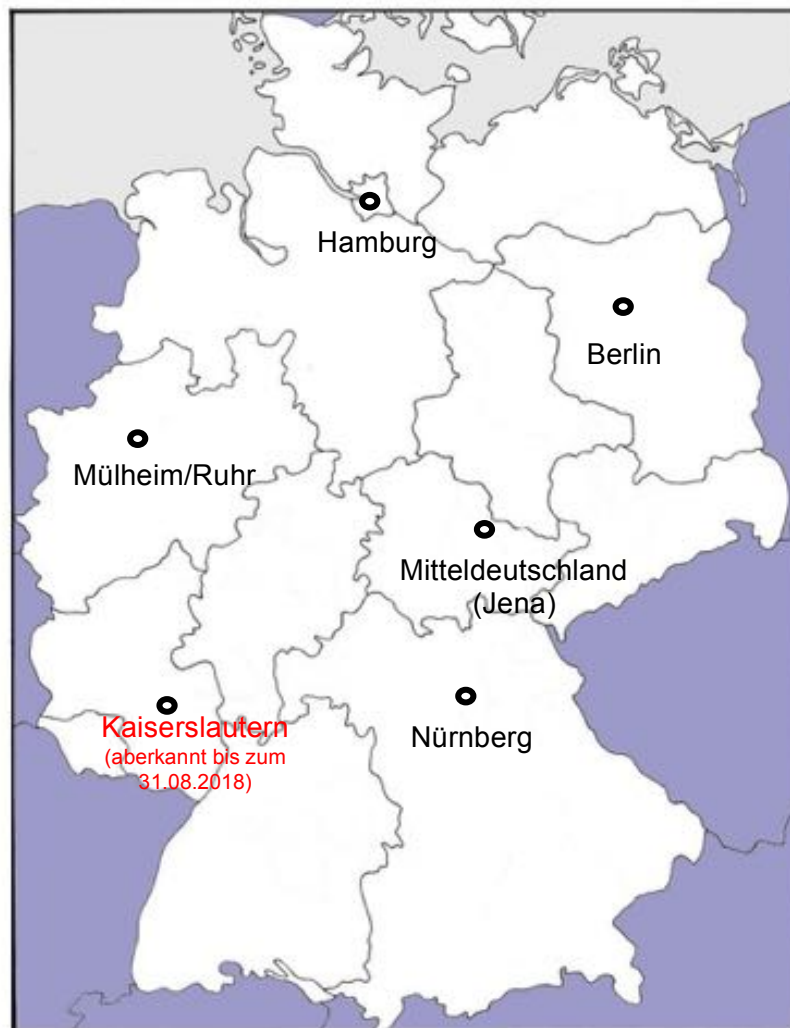 Hamburg
Berlin
Mülheim/Ruhr
Mitteldeutschland
(Jena)
Kaiserslautern
(aberkannt bis zum
31.08.2018)
Nürnberg